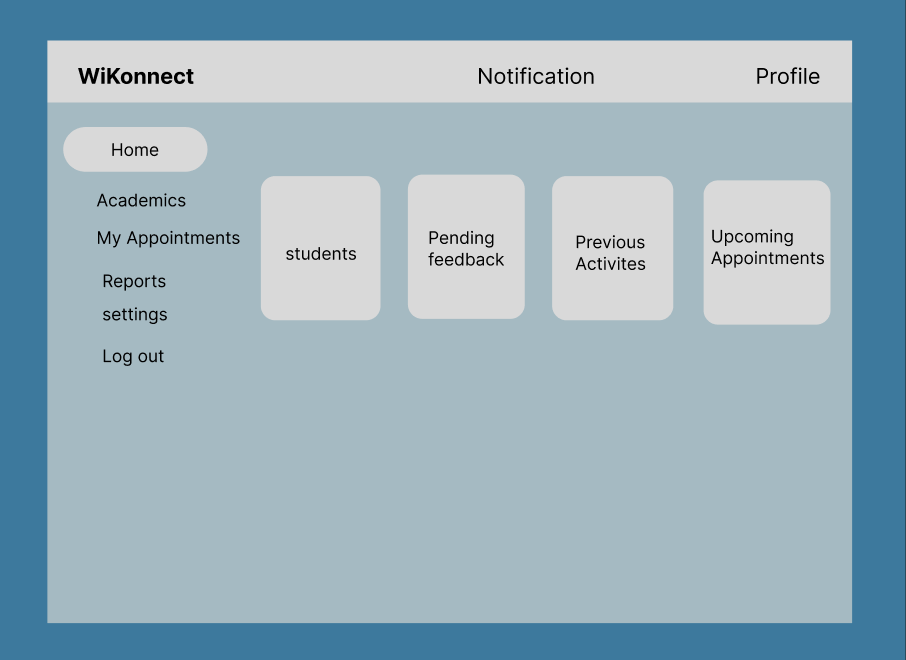 WiKonnect
Notification
Profile
Home
Academics
My Appointments
Reports
settings
Log out
students
Pending
feedback
Previous
Activites
Upcoming
Appointments